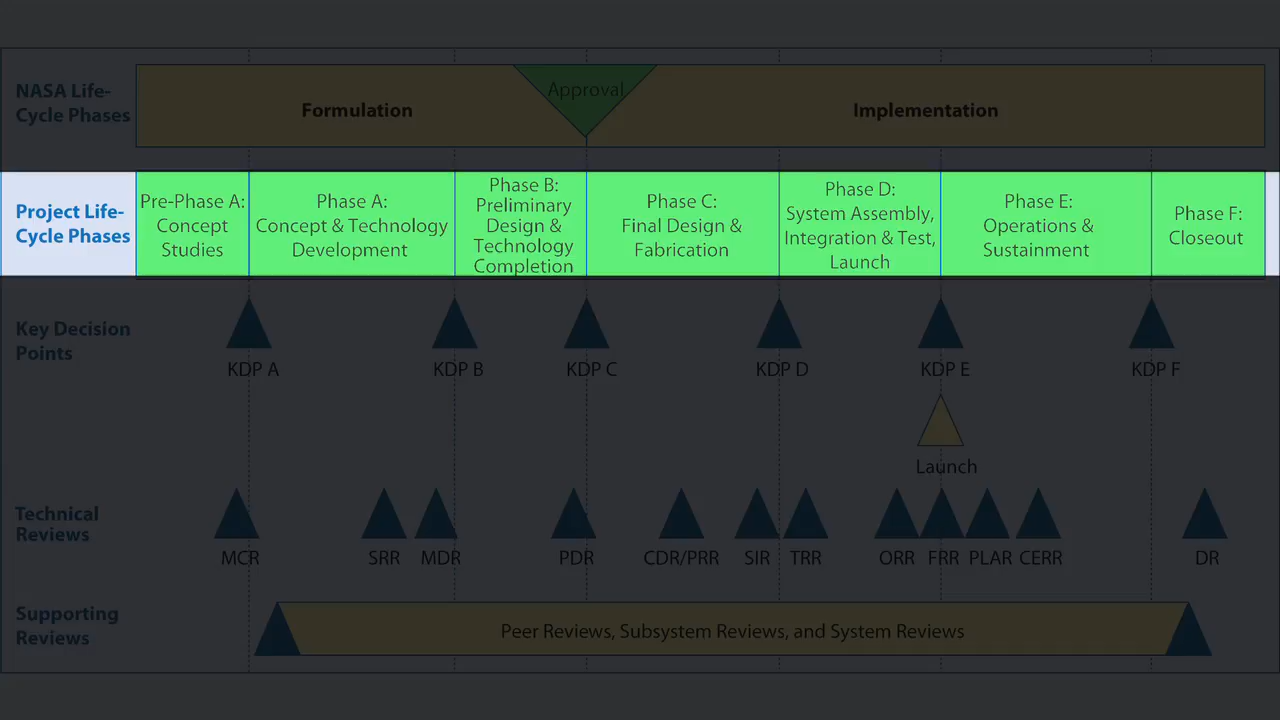 NASA Life-
Cycle Phases
Formulation
Approval
Implementation
Project Life-
Cycle Phases
Pre-Phase A:
Concept
Studies
Phase A:
Concept & Technology
Development
Phase B:
Preliminary
Design &
Technology
Completion
Phase C:
Final Design &
Fabrication
Phase D:
System Assembly,
Integration & Test,
Launch
Phase E:
Operations &
Sustainment
Phase F:
Closeout
Key Decision
Points
KDP A
KDP B
KDP C
KDP D
KDP E
KDP F
Launch
Technical
Reviews
MCR
SRR
MDR
PDR
CDR/PRR
SIR
TRR
ORR
FRR
PLAR
CERR
DR
Supporting
Reviews
Peer Reviews, Subsystem Reviews, and System Reviews